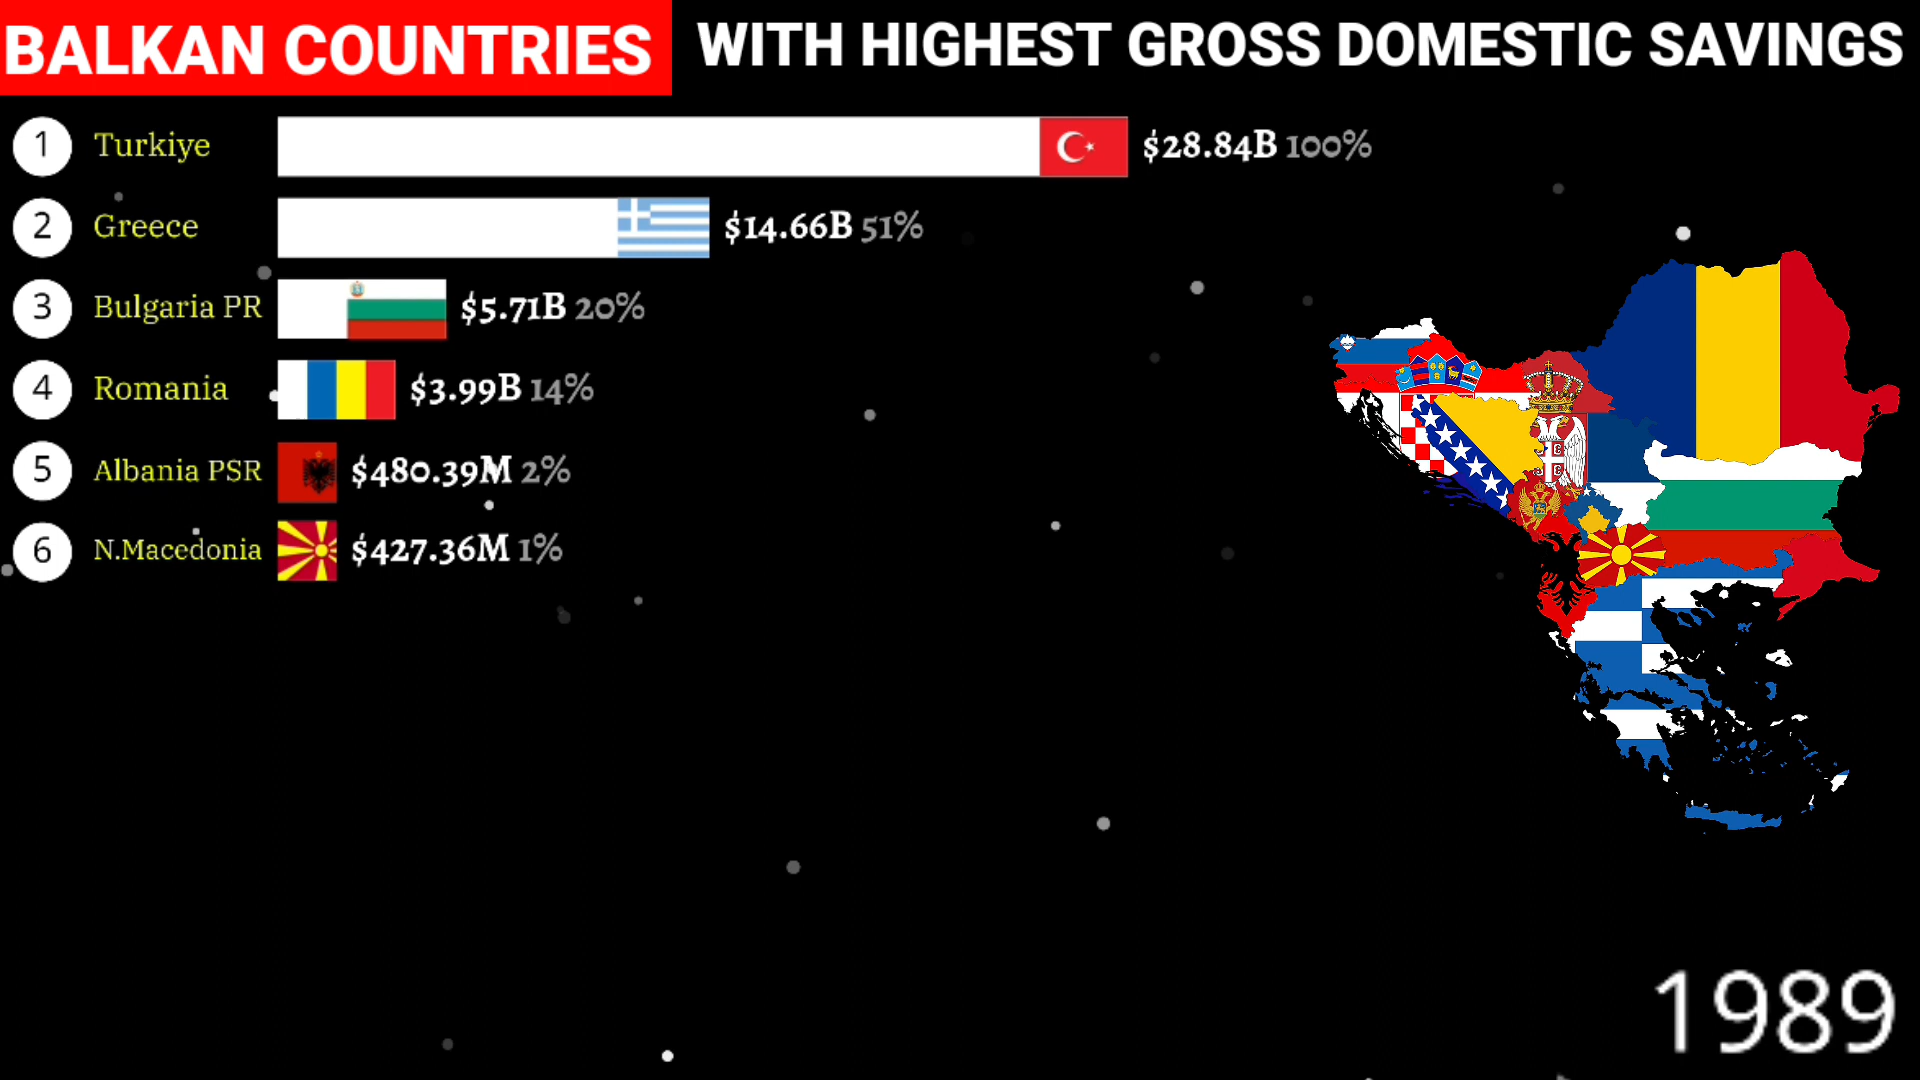 BALKAN COUNTRIES WITH HIGHEST GROSS DOMESTIC SAVINGS
1 Turkiye $28.84B 100%
2 Greece $14.66B 51%
3 Bulgaria PR $5.71B 20%
4 Romania $3.99B 14%
5 Albania PSR $480.39M 2%
6 N.Macedonia $427.36M 1%
1989